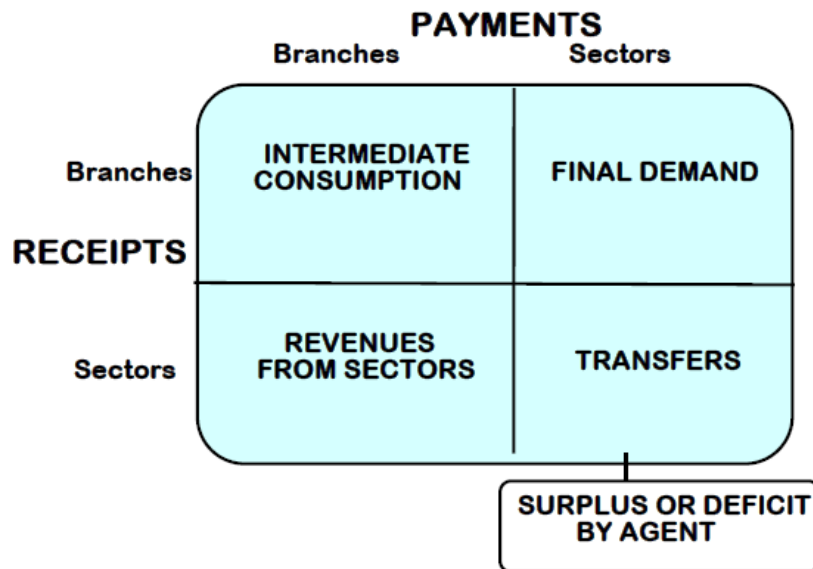 PAYMENTS
Branches Sectors
Branches
INTERMEDIATE
CONSUMPTION
FINAL DEMAND
RECEIPTS
Sectors
REVENUES
FROM SECTORS
TRANSFERS
SURPLUS OR DEFICIT
BY AGENT